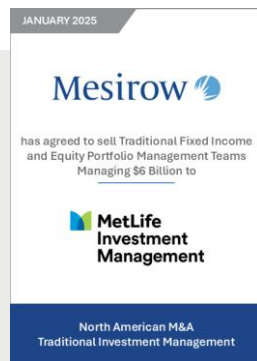 JANUARY 2025
Mesirow
has agreed to sell Traditional Fixed Income
and Equity Portfolio Management Teams
Managing $6 Billion to
MetLife
Investment
Management
North American M&A
Traditional Investment Management